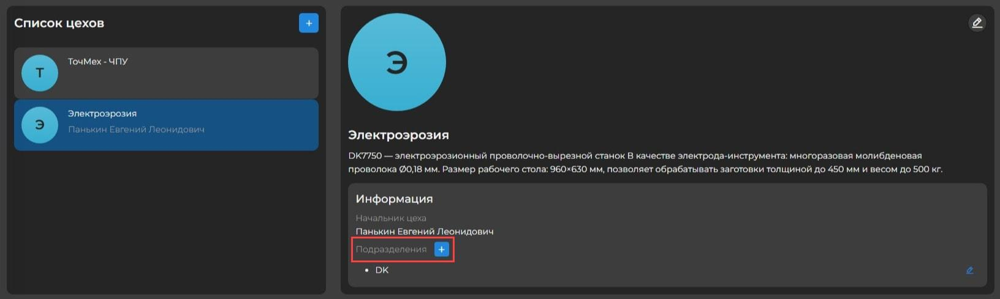 Список цехов
+
Т
ТочМех - ЧПУ
Э
Электроэрозия
Панькин Евгений Леонидович
Э
Электроэрозия
DK7750 — электроэрозионный проволочно-вырезной станок В качестве электрода-инструмента: многоразовая молибденовая
проволока Ø0,18 мм. Размер рабочего стола: 960×630 мм, позволяет обрабатывать заготовки толщиной до 450 мм и весом до 500 кг.
Информация
Начальник цеха
Панькин Евгений Леонидович
Подразделения +
• DK